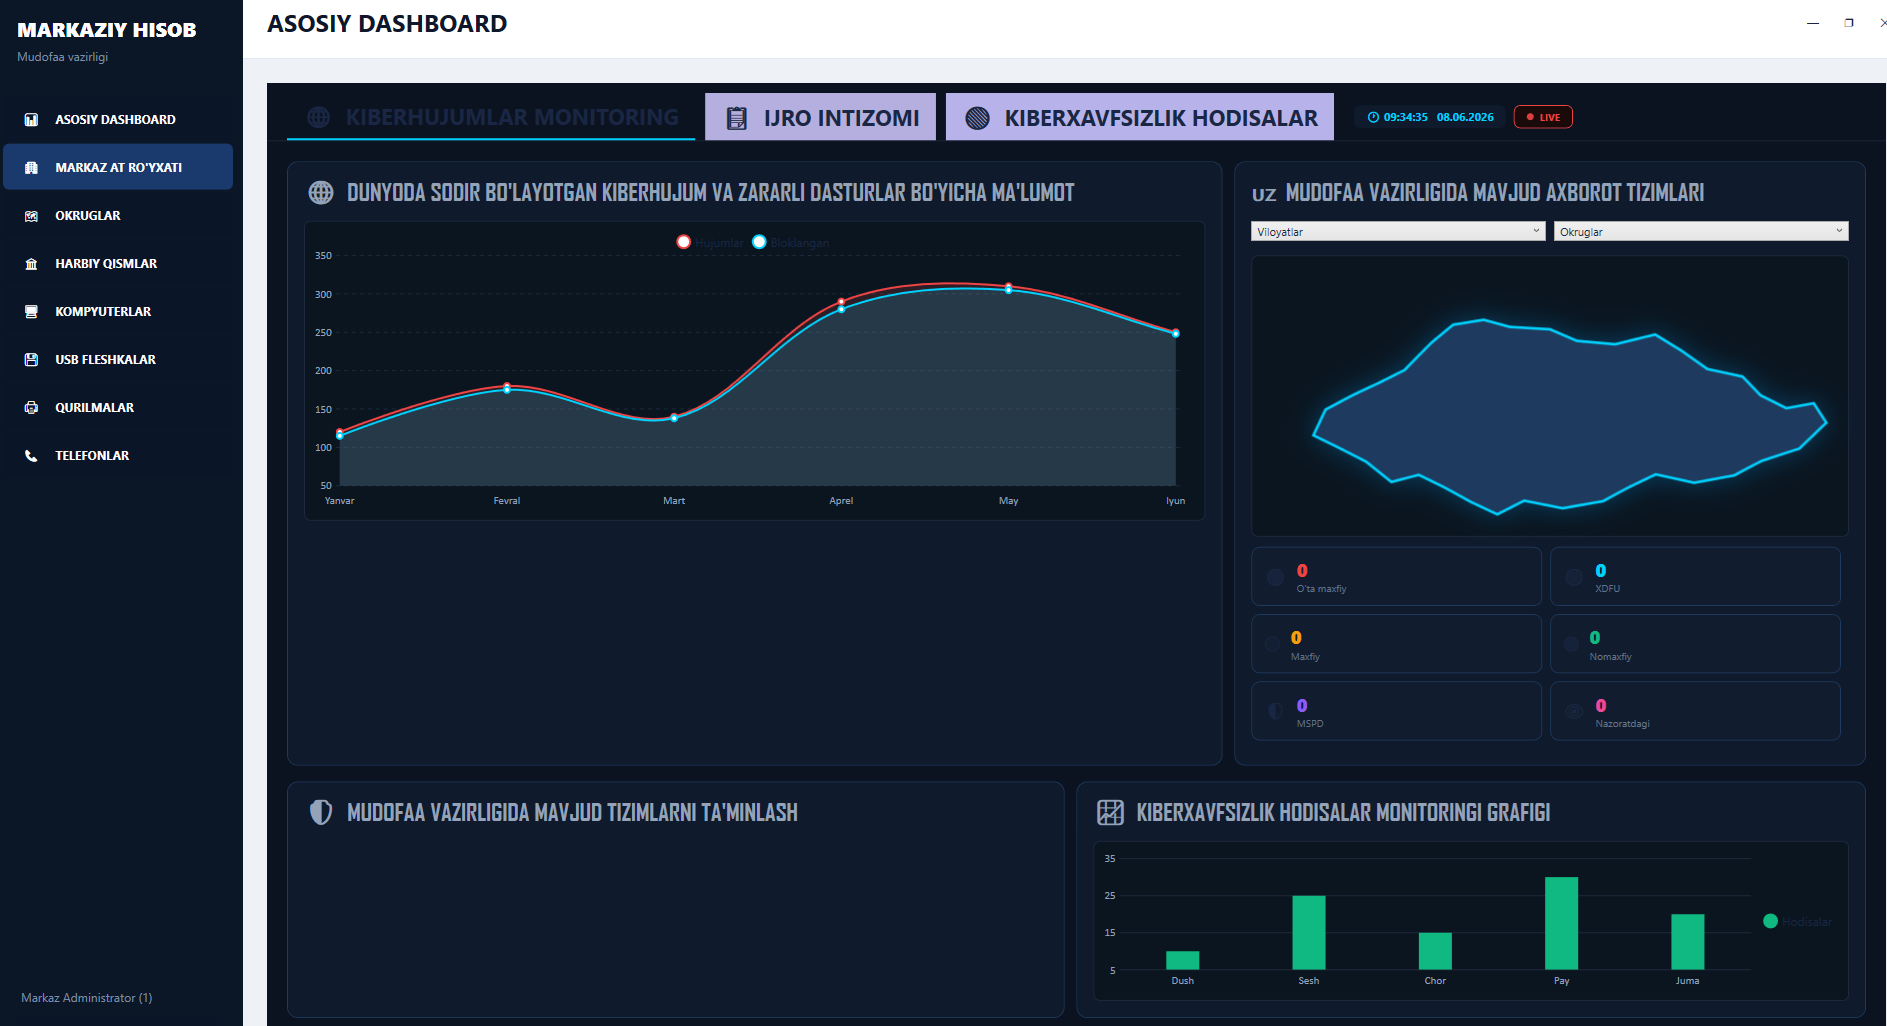 MARKAZIY HISOB
Mudofaa vazirligi
ASOSIY DASHBOARD
MARKAZ AT RO'YXATI
OKRUGLAR
HARBIY QISMLAR
KOMPYUTERLAR
USB FLESHKALAR
QURILMALAR
TELEFONLAR
Markaz Administrator (1)
ASOSIY DASHBOARD
KIBERHUJUMLAR MONITORING
IJRO INTIZOMI
KIBERXAVFSIZLIK HODISALAR
09:34:35 08.06.2026
LIVE
DUNYODA SODIR BO'LAYOTGAN KIBERHUJUM VA ZARARLI DASTURLAR BO'YICHA MA'LUMOT
Hujumlar Bloklangan
350
300
250
200
150
100
50
Yanvar Fevral Mart Aprel May Iyun
UZ MUDOFAA VAZIRLIGIDA MAVJUD AXBOROT TIZIMLARI
Viloyatlar Okruglar
0
O'ta maxfiy
0
XDFU
0
Maxfiy
0
Nomaxfiy
0
MSPD
0
Nazoratdagi
MUDOFAA VAZIRLIGIDA MAVJUD TIZIMLARNI TA'MINLASH
KIBERXAVFSIZLIK HODISALAR MONITORINGI GRAFIGI
35
25
15
5
Dush Sesh Chor Pay Juma
Hodisalar